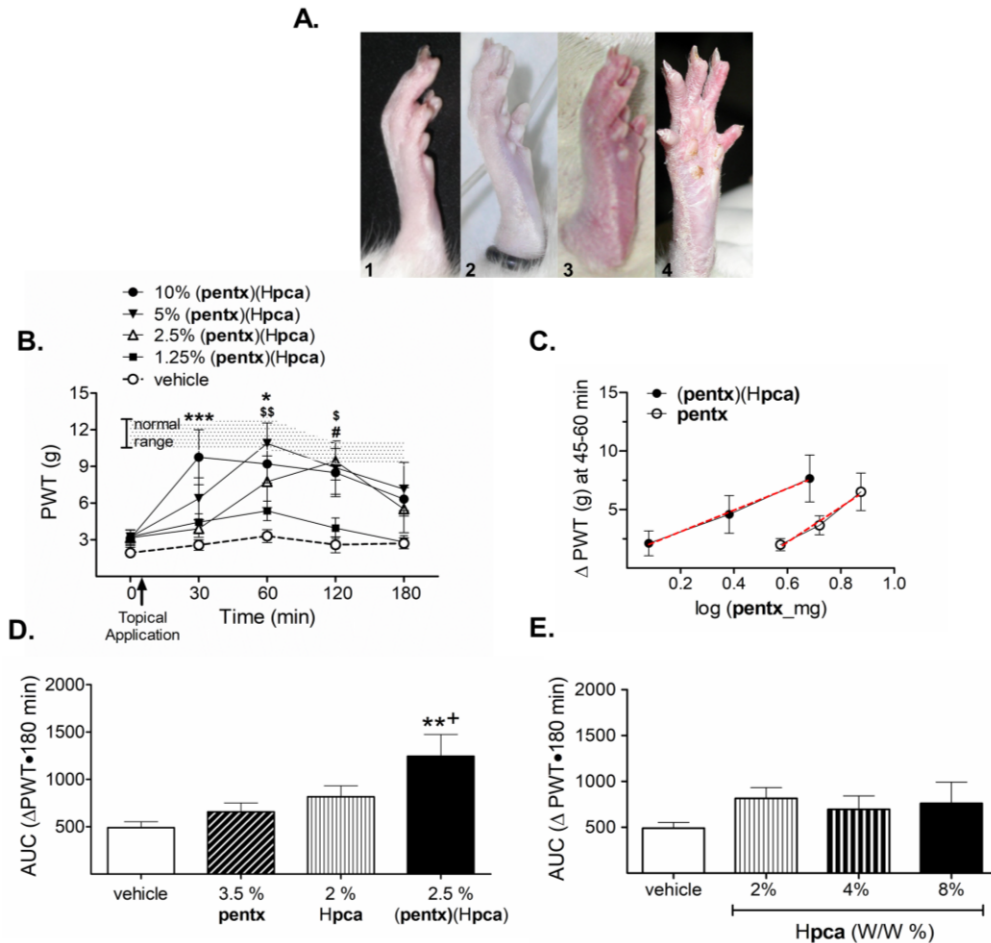 A.
1 2 3 4
B.
10% (pentx)(Hpca)
5% (pentx)(Hpca)
2.5% (pentx)(Hpca)
1.25% (pentx)(Hpca)
vehicle
PWT (g)
15
12
9
6
3
normal
range
***
*
$$
$
#
0 30 60 120 180
Topical
Application
Time (min)
C.
(pentx)(Hpca)
pentx
Δ PWT (g) at 45-60 min
15
10
5
0.2 0.4 0.6 0.8 1.0
log (pentx_mg)
D.
AUC (ΔPWT•180 min)
2000
1500
1000
500
**+
vehicle 3.5 % 2 % 2.5 %
pentx Hpca (pentx)(Hpca)
E.
AUC (Δ PWT•180 min)
2000
1500
1000
500
vehicle 2% 4% 8%
Hpca (W/W %)